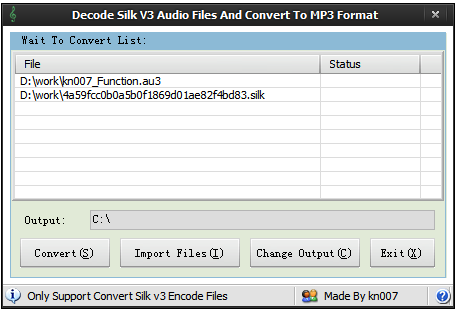 Decode Silk V3 Audio Files And Convert To MP3 Format
Wait To Convert List:
File Status
D:\work\kn007_Function.au3
D:\work\4a59fcc0b0a5b0f1869d01ae82f4bd83.silk
Output: C:\
Convert(S) Import Files(I) Change Output(C) Exit(X)
Only Support Convert Silk v3 Encode Files Made By kn007